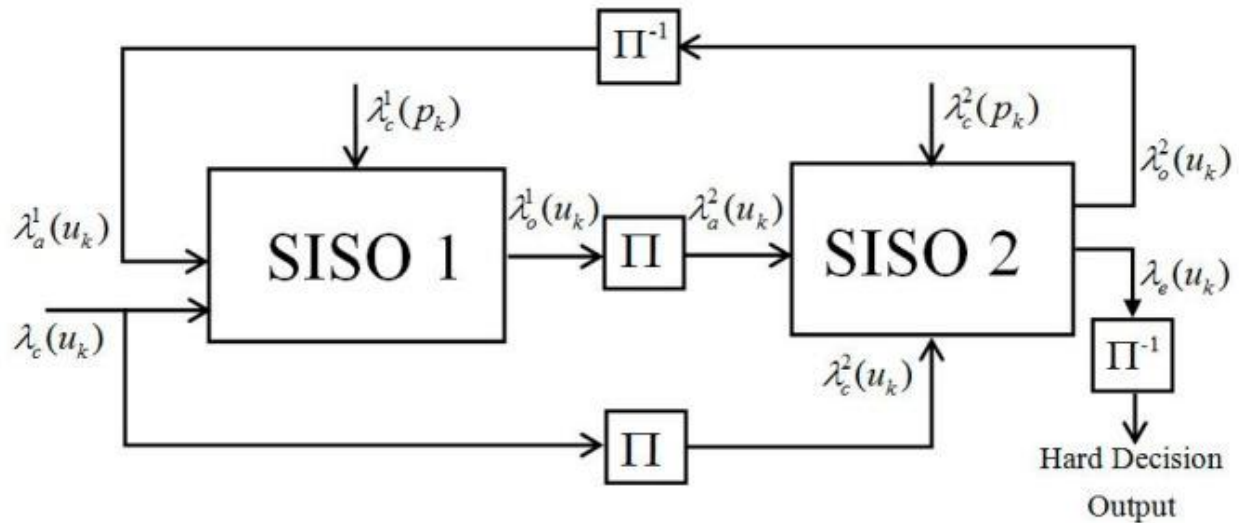 Π⁻¹
λ_c^1(p_k)
λ_c^2(p_k)
λ_o^2(u_k)
λ_a^1(u_k)
SISO 1
λ_o^1(u_k)
Π
λ_a^2(u_k)
SISO 2
λ_e(u_k)
λ_c(u_k)
λ_c^2(u_k)
Π⁻¹
Π
Hard Decision
Output